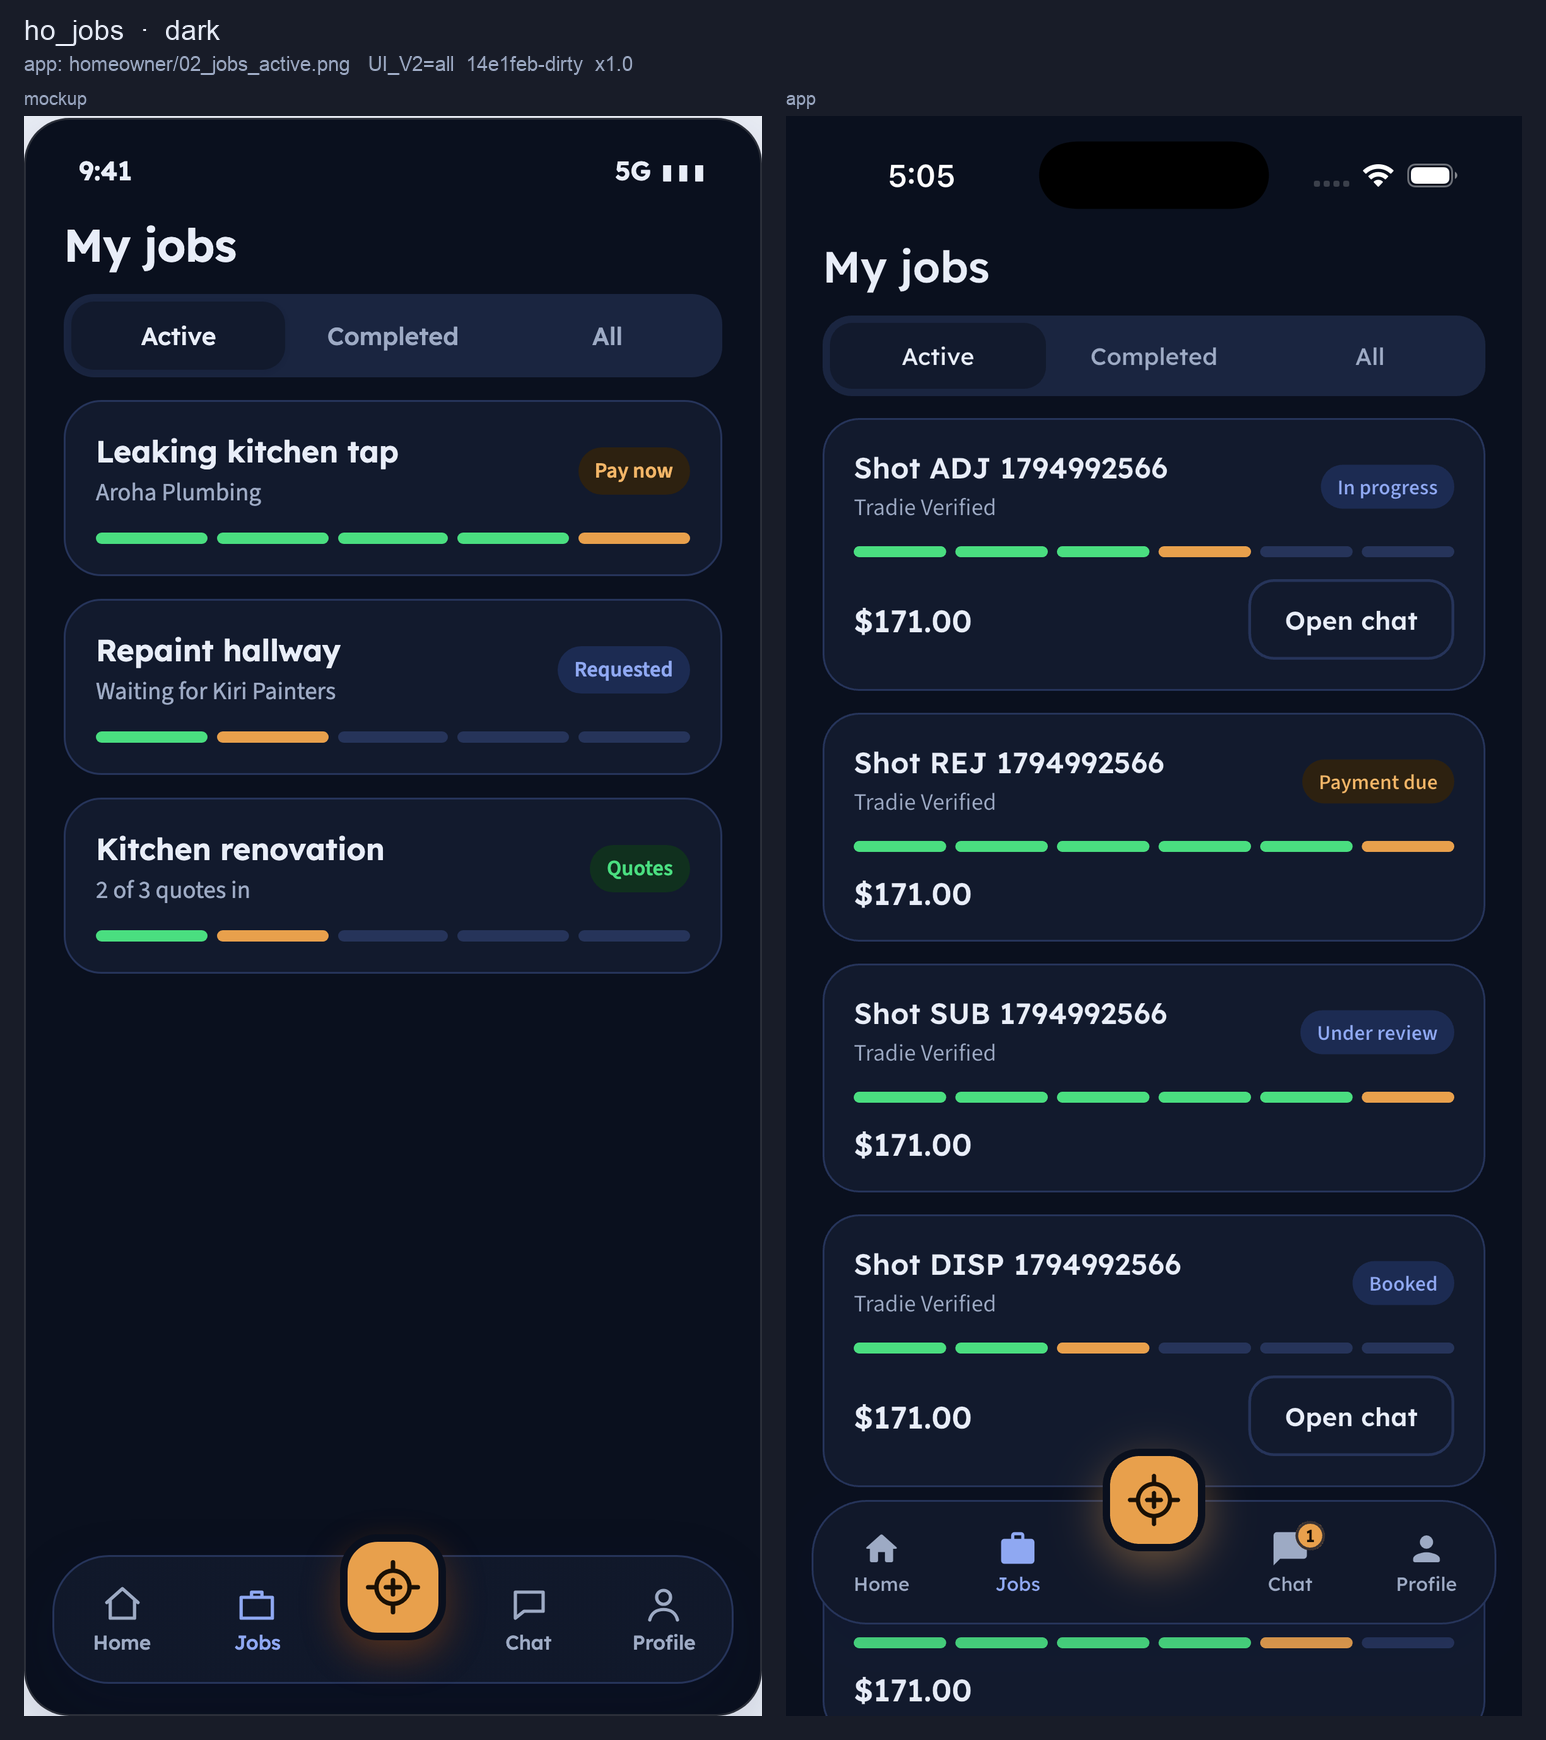 ho_jobs · dark
app: homeowner/02_jobs_active.png UI_V2=all 14e1feb-dirty x1.0
mockup
9:41
5G
My jobs
Active Completed All
Leaking kitchen tap
Aroha Plumbing
Pay now
Repaint hallway
Waiting for Kiri Painters
Requested
Kitchen renovation
2 of 3 quotes in
Quotes
Home Jobs Chat Profile
app
5:05
My jobs
Active Completed All
Shot ADJ 1794992566
Tradie Verified
In progress
$171.00
Open chat
Shot REJ 1794992566
Tradie Verified
Payment due
$171.00
Shot SUB 1794992566
Tradie Verified
Under review
$171.00
Shot DISP 1794992566
Tradie Verified
Booked
$171.00
Open chat
1
Home Jobs Chat Profile
$171.00